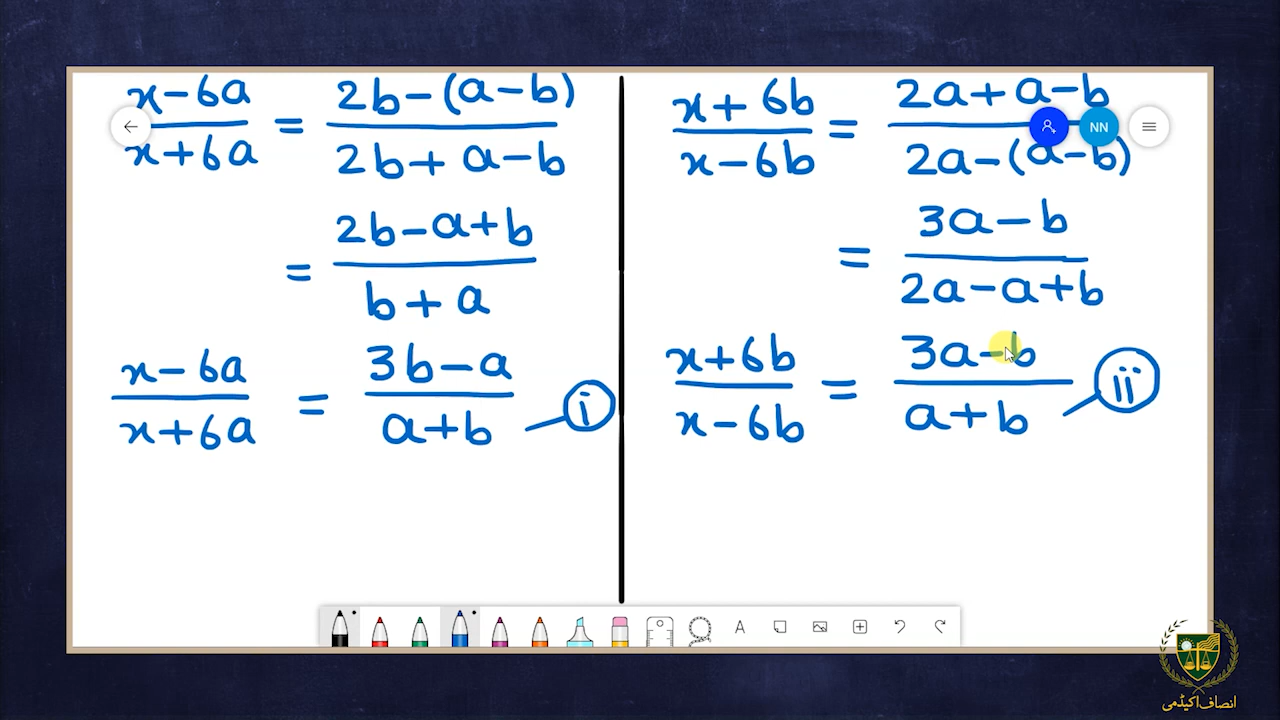 x-6a/x+6a = 2b-(a-b)/2b+a-b
= 2b-a+b/b+a
x-6a/x+6a = 3b-a/a+b (i)
x+6b/x-6b = 2a+a-b/2a-(a-b)
NN
= 3a-b/2a-a+b
x+6b/x-6b = 3a-b/a+b (ii)
A
انصاف اکیڈمی